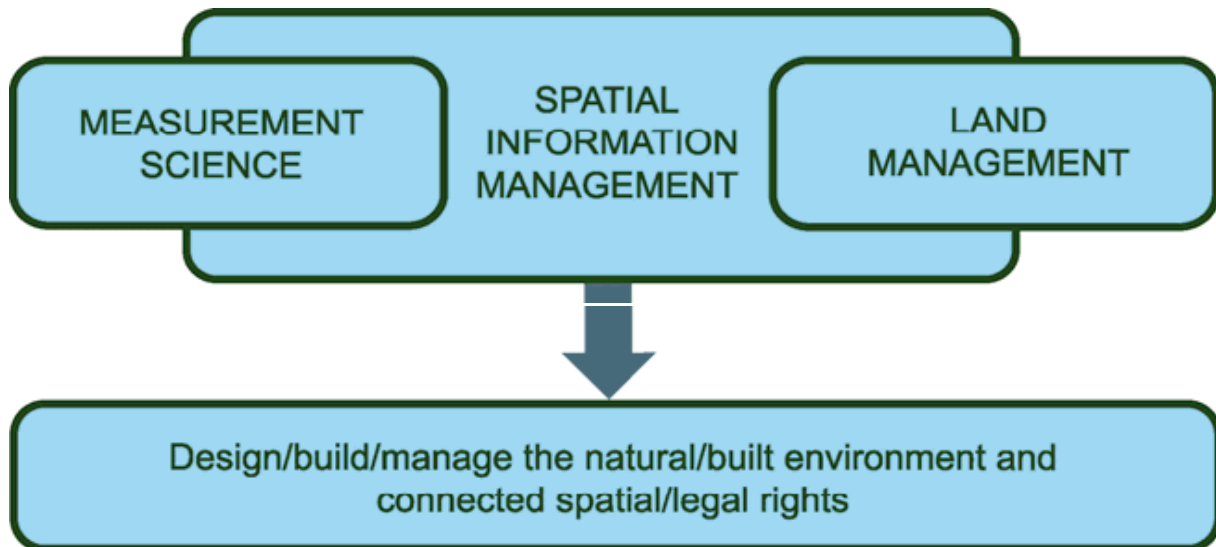 MEASUREMENT
SCIENCE
SPATIAL
INFORMATION
MANAGEMENT
LAND
MANAGEMENT
Design/build/manage the natural/built environment and
connected spatial/legal rights